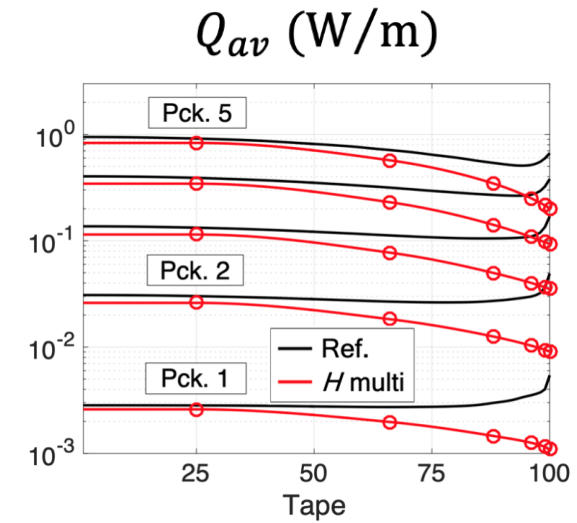 Q_av (W/m)
Pck. 5
10^0
10^-1
Pck. 2
10^-2
Ref.
H multi
Pck. 1
10^-3
25 50 75 100
Tape